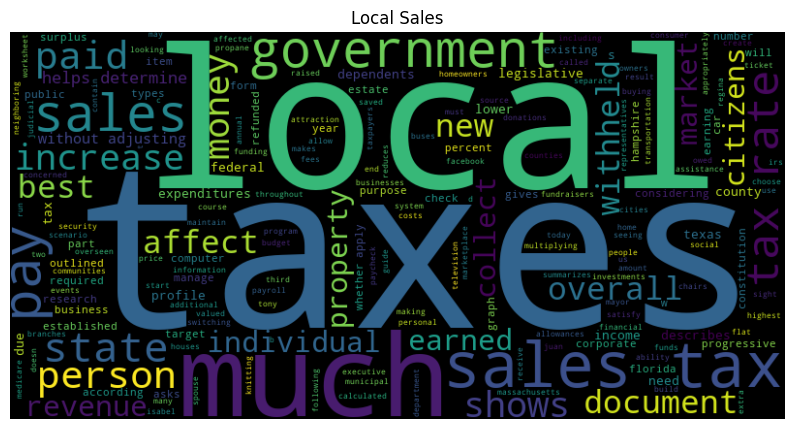 Local Sales
worksheet
surplus
may
looking
affected
propane
paid
item
helps determine
public
types
sales
without adjusting
neighboring
judicial
contain
increase
best
local
money
form
refunded
raised
government
called
homeowners
dependents
legislative
estate
saved
attraction
year
allow
makes
fees
federal
funding
annual
taxpayers
lower
must
buses
percent
source
donations
new
facebook
counties
existing
s
number
including
separate
owners
result
buying
will
consumer
create
ticket
appropriately
car
earning
withheld
hampshire
representatives
transportation
market
owed
assistance
regina
citizens
rate
irs
choose
use
considering
county
expenditures
throughout
end
reduces
businesses
purpose
check
d
gives
fundraisers
concerned
run
tax
security
scenario
course
maintain
system
costs
cities
today
home
seeing
texas
multiplying
people
social
us
taxes
affect
part
overseen
program
budget
property
whether
apply
paycheck
guide
television
marketplace
collect
summarizes
investments
amount
constitution
pay
two
outlined
communities
required
events
research
price
computer
information
manage
profile
start
additional
third
payroll
tony
graph
making
personal
overall
mayor
w
chairs
satisfy
sight
tax
established
business
target
valued
switching
branches
houses
state
individual
earned
allowances
financial
juan
income
corporate
describes
flat
highest
progressive
due
medicare
doesn
person
according
asks
much
spouse
knitting
following
executive
municipal
calculated
department
receive
sales tax
florida
need
ability
funds
build
massachusetts
extra
revenue
many
isabel
shows
document